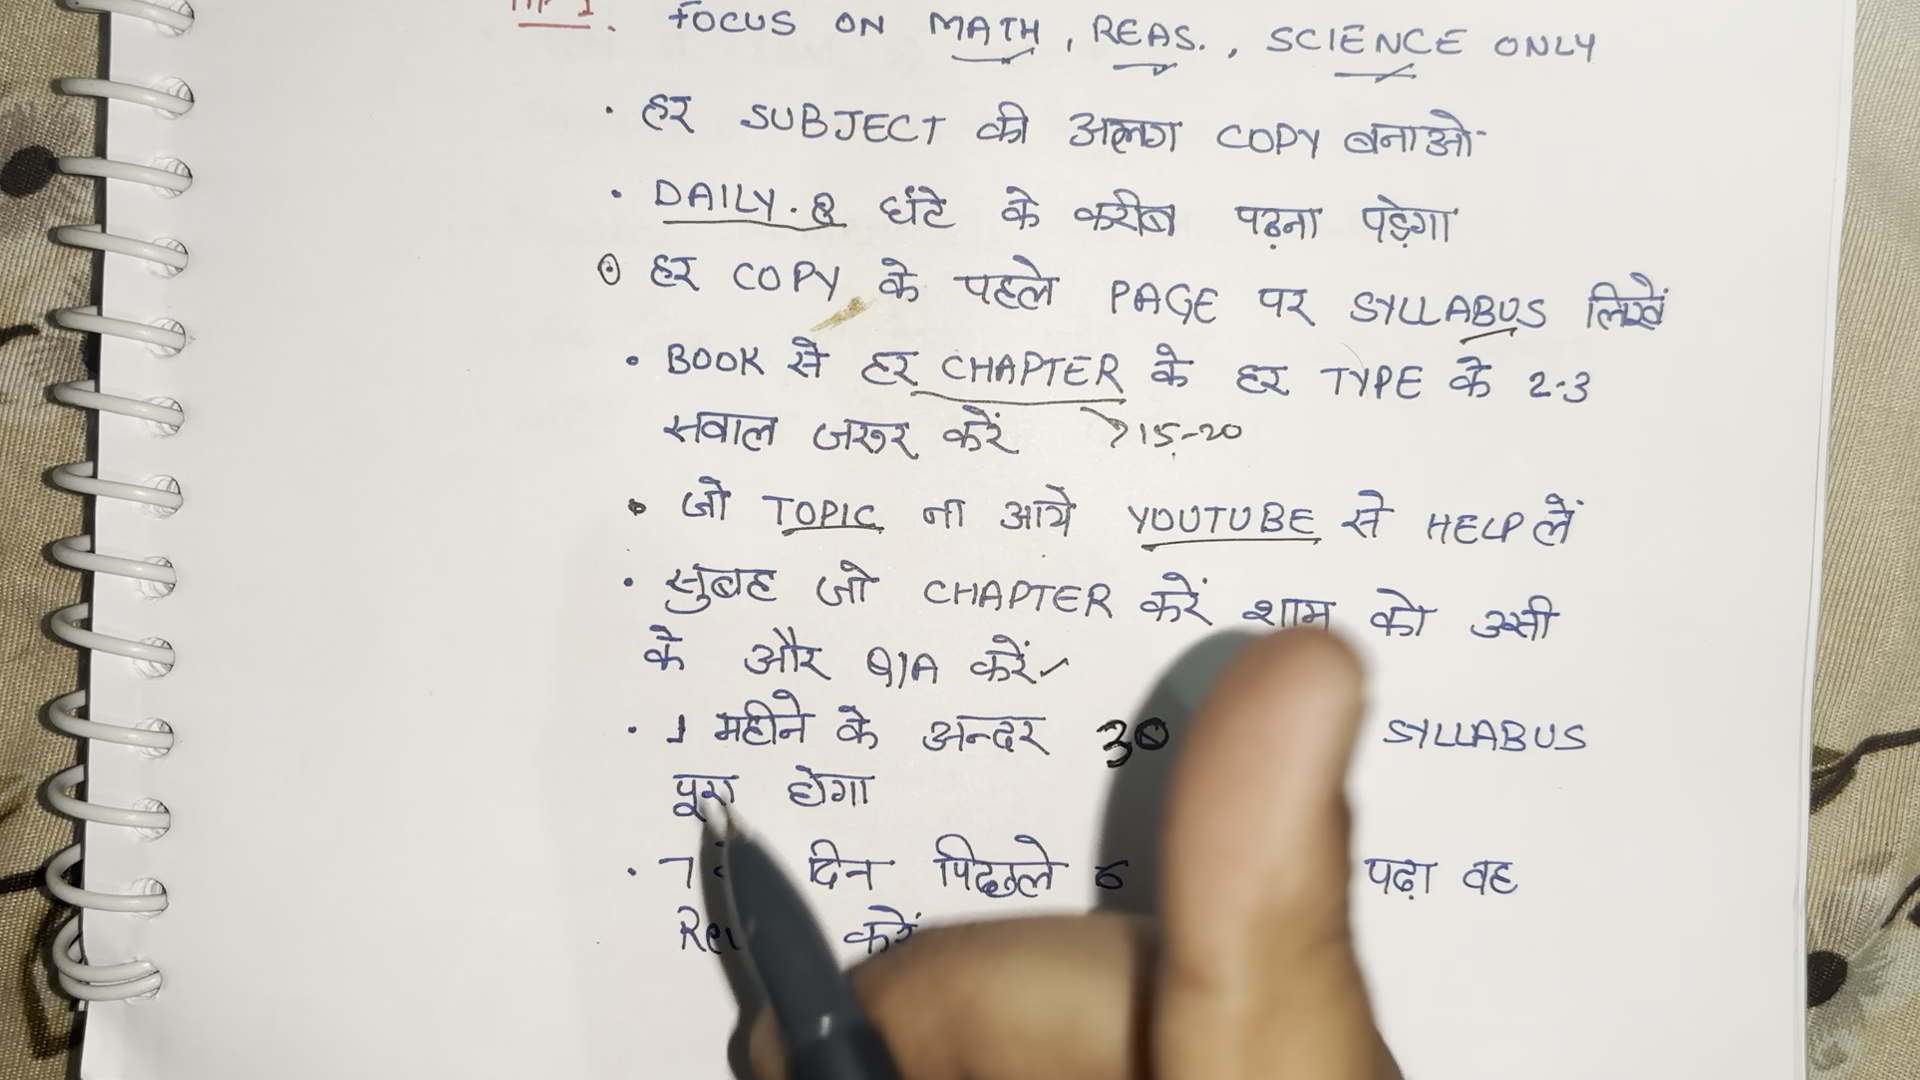 FOCUS ON MATH, REAS., SCIENCE ONLY
• हर SUBJECT की अलग COPY बनाओ
• DAILY. 8 घंटे के करीब पढ़ना पड़ेगा
⊙ हर COPY के पहले PAGE पर SYLLABUS लिखें
• BOOK से हर CHAPTER के हर TYPE के 2-3
सवाल जरुर करें > 15-20
• जो TOPIC ना आये YOUTUBE से HELP लें
• सुबह जो CHAPTER करें शाम को उसी
के और Q/A करें ✓
• 1 महीने के अन्दर 30 SYLLABUS
पूरा होगा
• 7 दिन पिछले 6 पढ़ा वह
करें